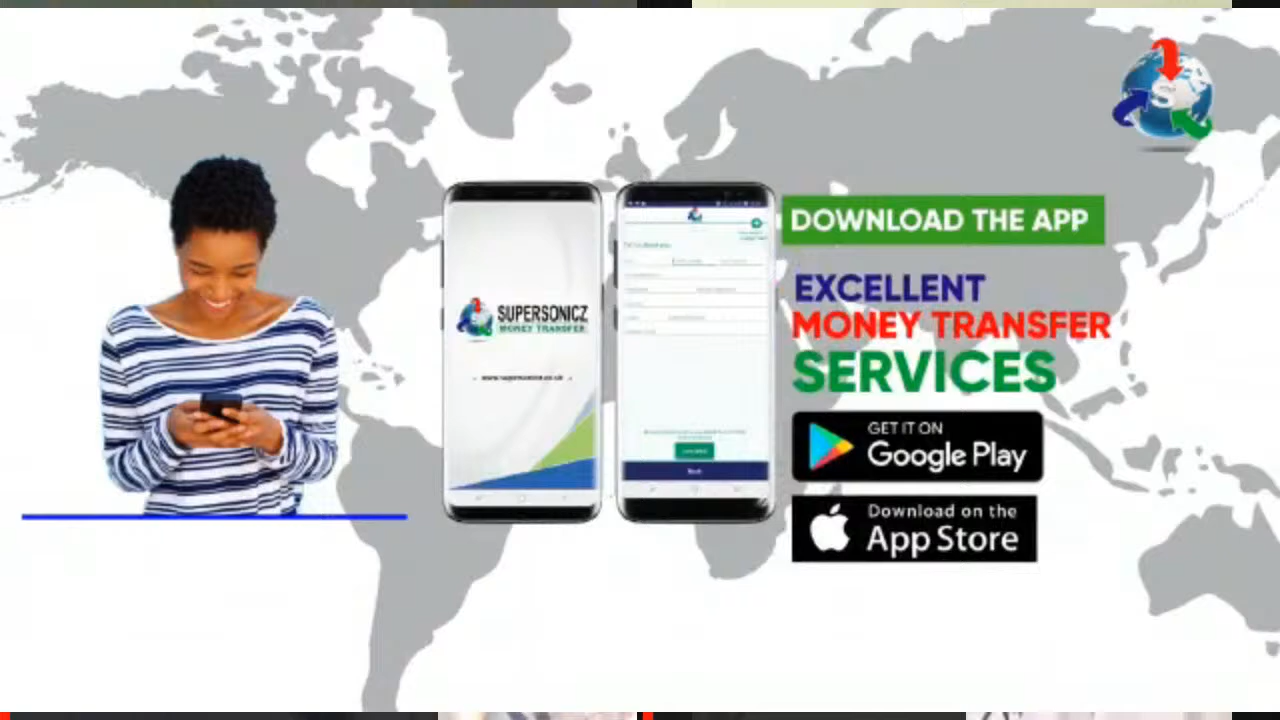 DOWNLOAD THE APP
EXCELLENT
MONEY TRANSFER
SERVICES
GET IT ON
Google Play
Download on the
App Store
SUPERSONICZ
MONEY TRANSFER
S